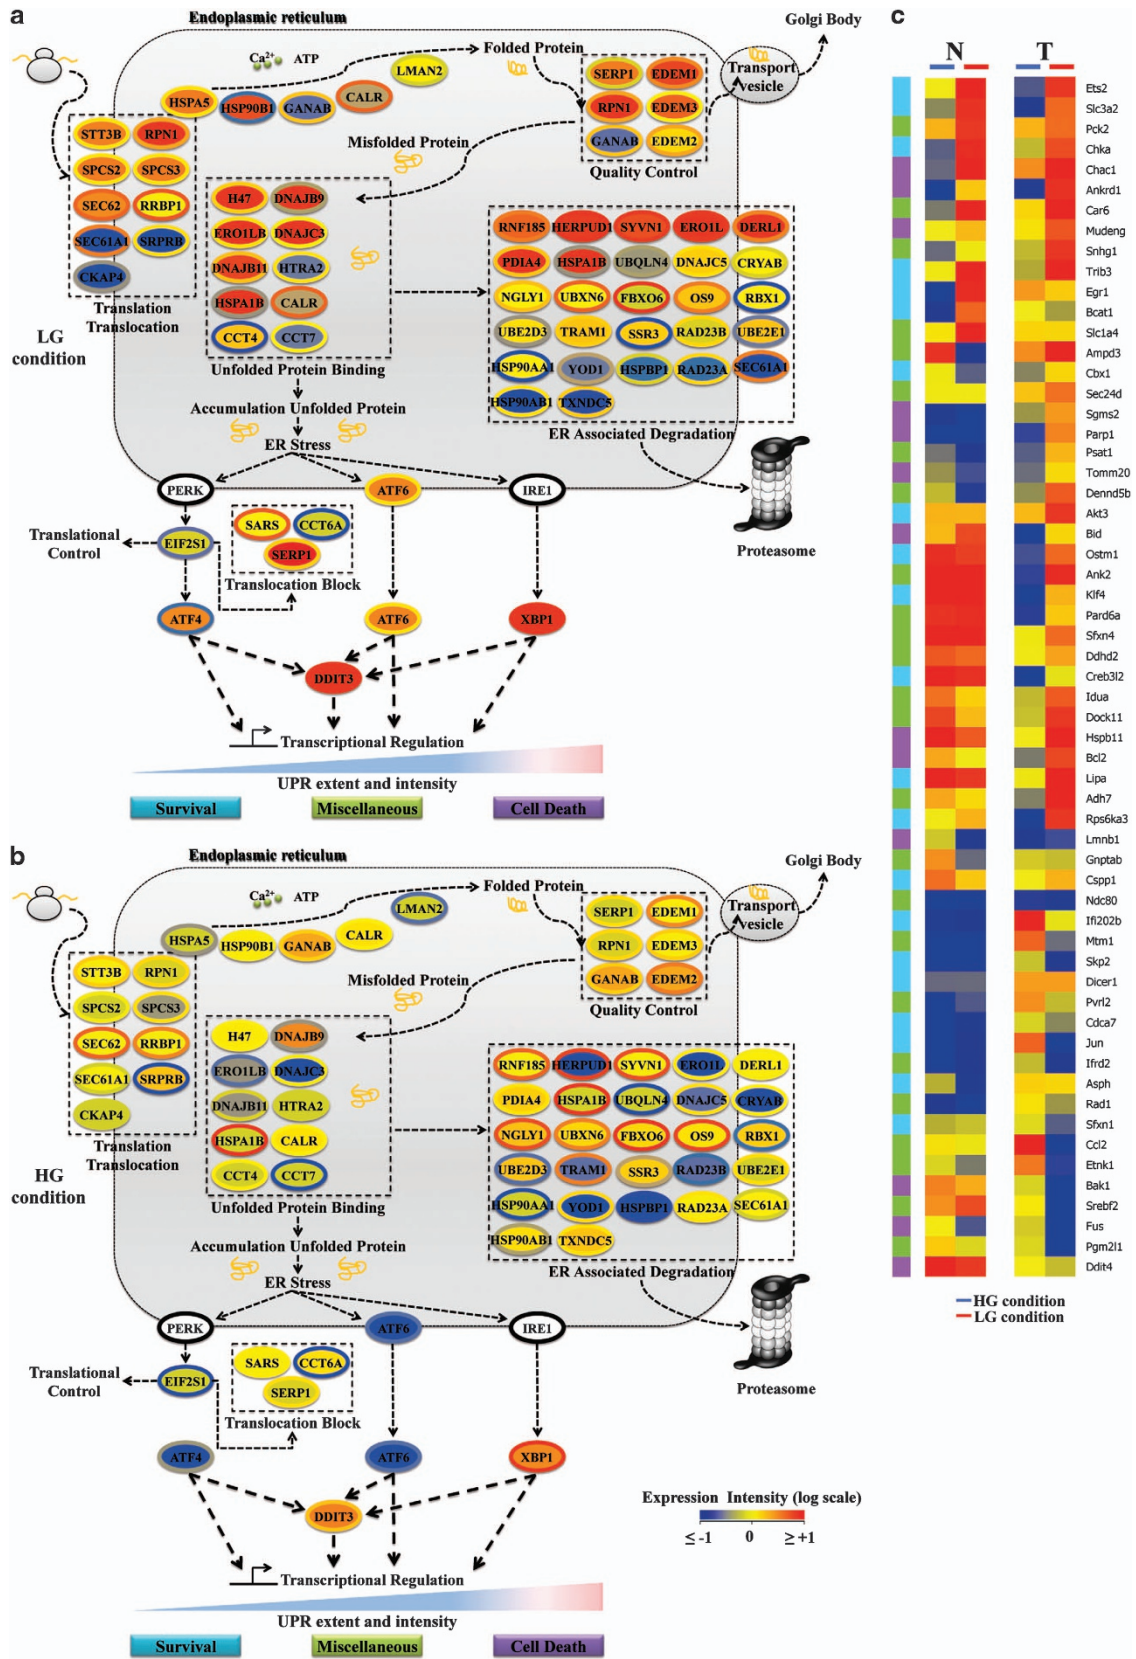 a
Endoplasmic reticulum
Golgi Body
Ca2+ ATP
Folded Protein
LMAN2
Transport
vesicle
HSPA5 HSP90B1 GANAB CALR
SERP1 EDEM1
RPN1 EDEM3
GANAB EDEM2
Quality Control
Misfolded Protein
STT3B RPN1
SPCS2 SPCS3
SEC62 RRBP1
SEC61A1 SRPRB
CKAP4
Translation
Translocation
LG
condition
H47 DNAJB9
ERO1LB DNAJC3
DNAJB11 HTRA2
HSPA1B CALR
CCT4 CCT7
Unfolded Protein Binding
RNF185 HERPUD1 SYVN1 ERO1L DERL1
PDIA4 HSPA1B UBQLN4 DNAJC5 CRYAB
NGLY1 UBXN6 FBXO6 OS9 RBX1
UBE2D3 TRAM1 SSR3 RAD23B UBE2E1
HSP90AA1 YOD1 HSPBP1 RAD23A SEC61A1
HSP90AB1 TXNDC5
ER Associated Degradation
Accumulation Unfolded Protein
ER Stress
PERK ATF6 IRE1
Proteasome
Translational
Control
EIF2S1
SARS CCT6A
SERP1
Translocation Block
ATF4 ATF6 XBP1
DDIT3
Transcriptional Regulation
UPR extent and intensity
Survival Miscellaneous Cell Death
b
Endoplasmic reticulum
Golgi Body
Ca2+ ATP
Folded Protein
LMAN2
Transport
vesicle
HSPA5 HSP90B1 GANAB CALR
SERP1 EDEM1
RPN1 EDEM3
GANAB EDEM2
Quality Control
Misfolded Protein
STT3B RPN1
SPCS2 SPCS3
SEC62 RRBP1
SEC61A1 SRPRB
CKAP4
Translation
Translocation
HG
condition
H47 DNAJB9
ERO1LB DNAJC3
DNAJB11 HTRA2
HSPA1B CALR
CCT4 CCT7
Unfolded Protein Binding
RNF185 HERPUD1 SYVN1 ERO1L DERL1
PDIA4 HSPA1B UBQLN4 DNAJC5 CRYAB
NGLY1 UBXN6 FBXO6 OS9 RBX1
UBE2D3 TRAM1 SSR3 RAD23B UBE2E1
HSP90AA1 YOD1 HSPBP1 RAD23A SEC61A1
HSP90AB1 TXNDC5
ER Associated Degradation
Accumulation Unfolded Protein
ER Stress
PERK ATF6 IRE1
Proteasome
Translational
Control
EIF2S1
SARS CCT6A
SERP1
Translocation Block
ATF4 ATF6 XBP1
DDIT3
Transcriptional Regulation
UPR extent and intensity
Survival Miscellaneous Cell Death
Expression Intensity (log scale)
≤ -1 0 ≥ +1
c
N T
Ets2
Slc3a2
Pck2
Chka
Chac1
Ankrd1
Car6
Mudeng
Snhg1
Trib3
Egr1
Bcat1
Slc1a4
Ampd3
Cbx1
Sec24d
Sgms2
Parp1
Psat1
Tomm20
Dennd5b
Akt3
Bid
Ostm1
Ank2
Klf4
Pard6a
Sfxn4
Ddhd2
Creb3l2
Idua
Dock11
Hspb11
Bcl2
Lipa
Adh7
Rps6ka3
Lmnb1
Gnptab
Cspp1
Ndc80
Ifi202b
Mtm1
Skp2
Dicer1
Pvrl2
Cdca7
Jun
Ifrd2
Asph
Rad1
Sfxn1
Ccl2
Etnk1
Bak1
Srebf2
Fus
Pgm2l1
Ddit4
HG condition
LG condition